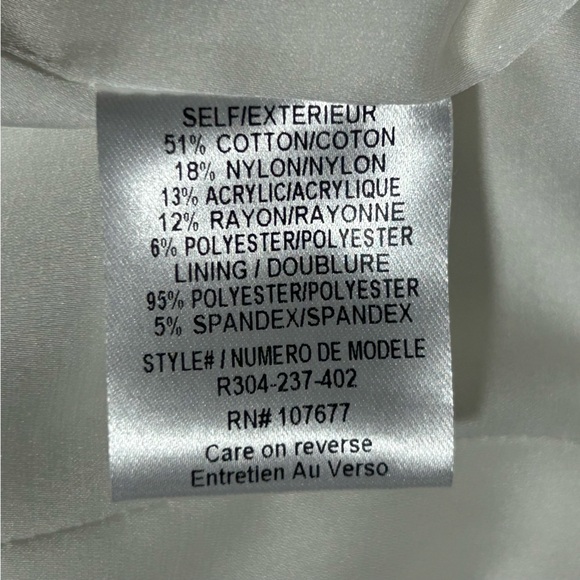 SELF/EXTERIEUR
51% COTTON/COTON
18% NYLON/NYLON
13% ACRYLIC/ACRYLIQUE
12% RAYON/RAYONNE
6% POLYESTER/POLYESTER
LINING / DOUBLURE
95% POLYESTER/POLYESTER
5% SPANDEX/SPANDEX
STYLE# / NUMERO DE MODELE
R304-237-402
RN# 107677
Care on reverse
Entretien Au Verso